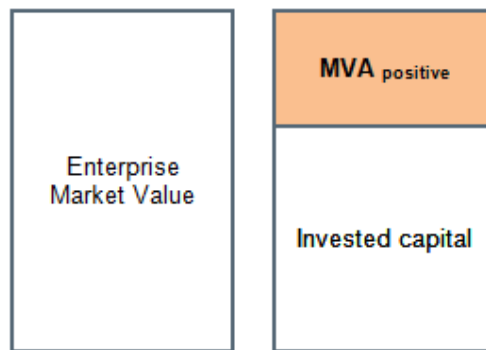 Enterprise
Market Value
MVA positive
Invested capital